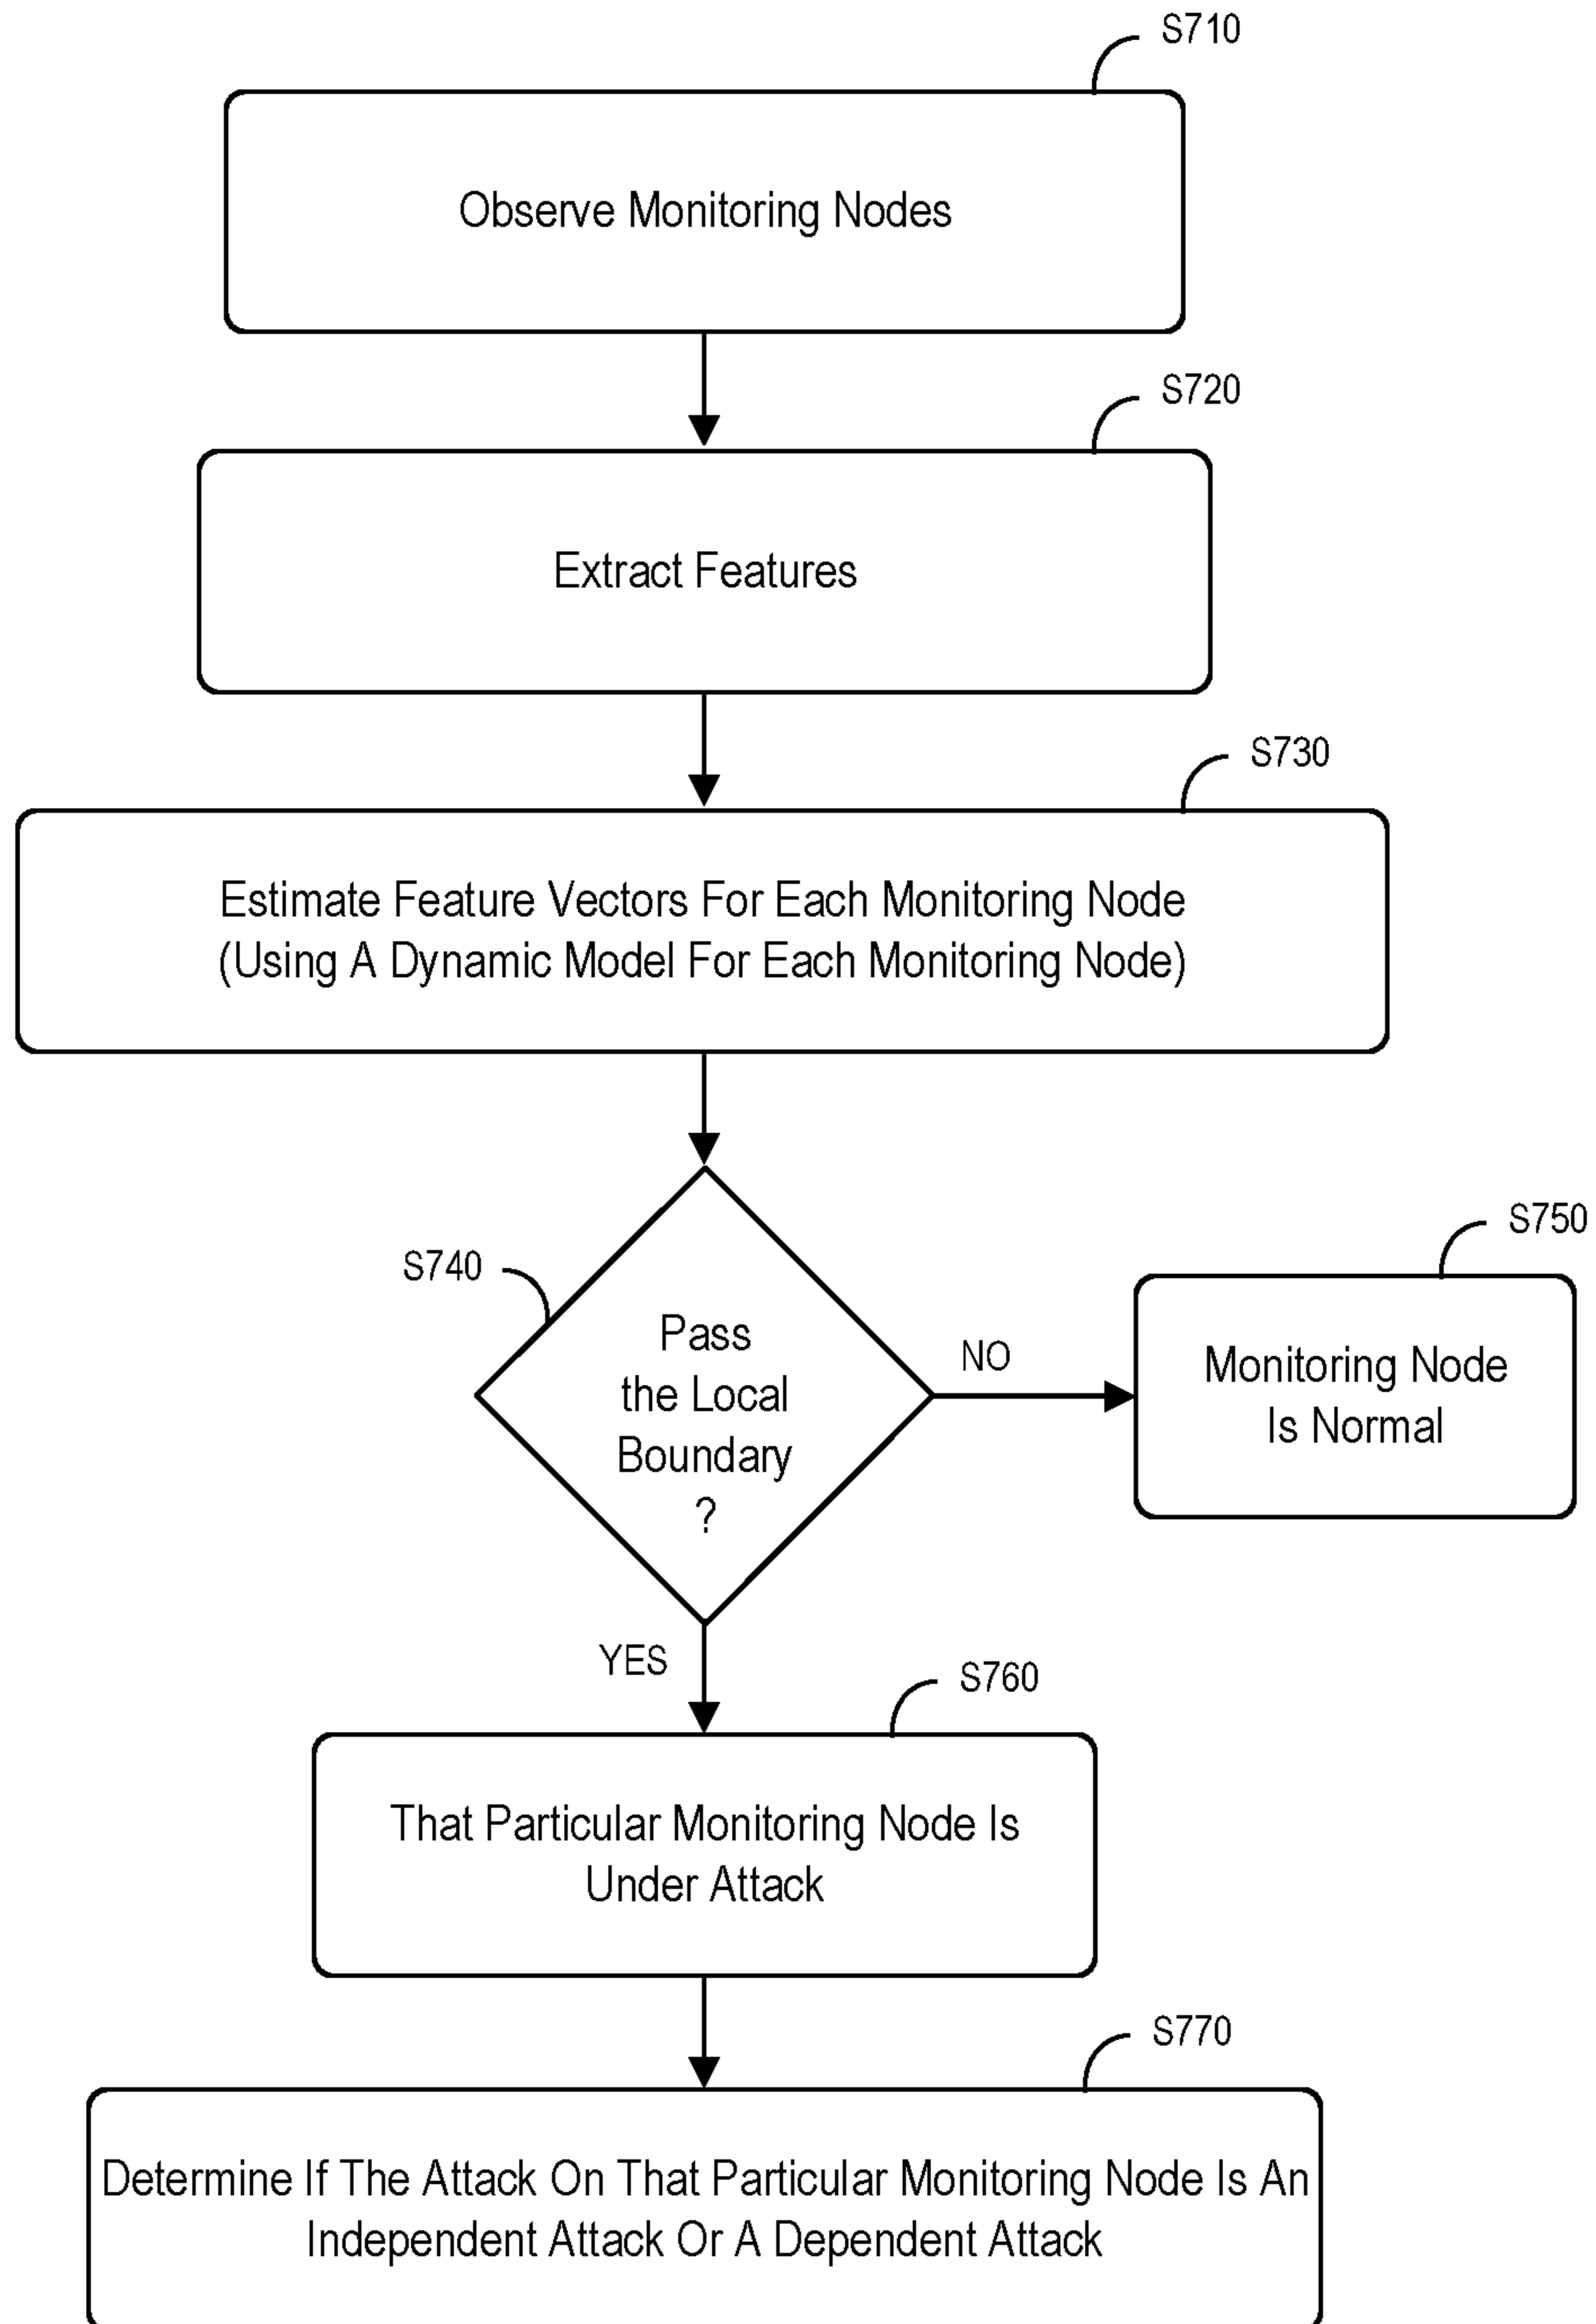 S710
Observe Monitoring Nodes
S720
Extract Features
S730
Estimate Feature Vectors For Each Monitoring Node
(Using A Dynamic Model For Each Monitoring Node)
S740
Pass
the Local
Boundary
?
NO
S750
Monitoring Node
Is Normal
YES
S760
That Particular Monitoring Node Is
Under Attack
S770
Determine If The Attack On That Particular Monitoring Node Is An
Independent Attack Or A Dependent Attack